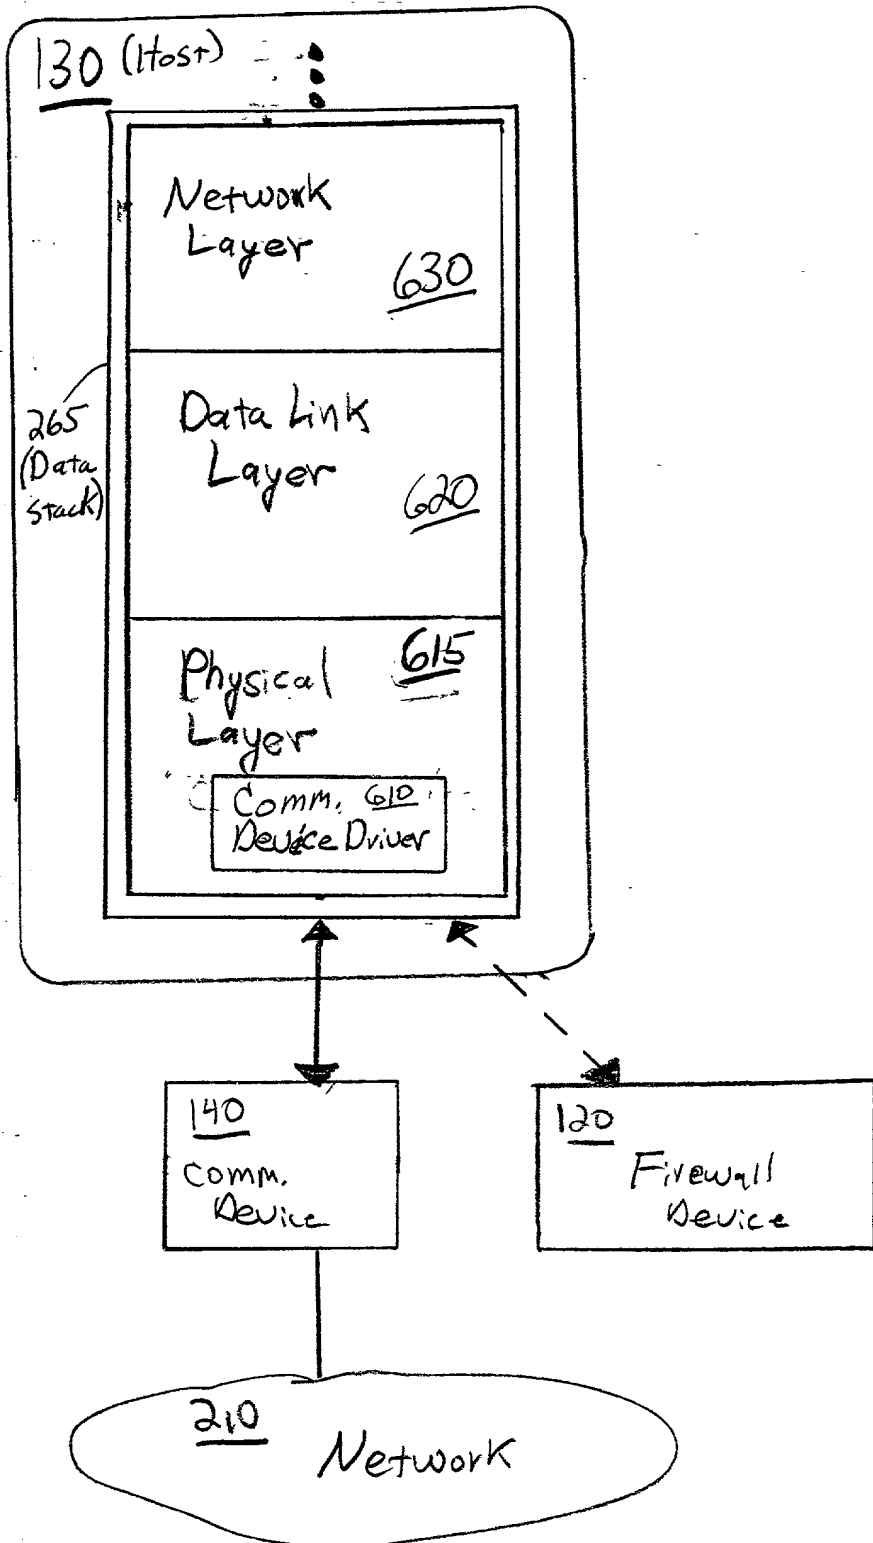 130 (Host)
Network
Layer
630
265
(Data
stack)
Data Link
Layer
620
615
Physical
Layer
Comm. 610
Device Driver
140
Comm.
Device
120
Firewall
Device
210
Network